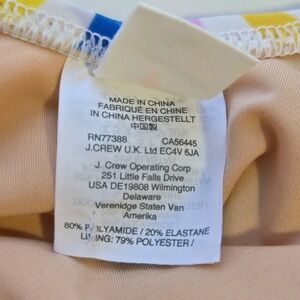 MADE IN CHINA
FABRIQUÉ EN CHINE
IN CHINA HERGESTELLT
中国製
RN77388 CA56445
J.CREW U.K. Ltd EC4V 6JA
J. Crew Operating Corp
251 Little Falls Drive
USA DE19808 Wilmington
Delaware
Verenidge Staten Van
Amerika
80% POLYAMIDE / 20% ELASTANE
LINING: 79% POLYESTER /